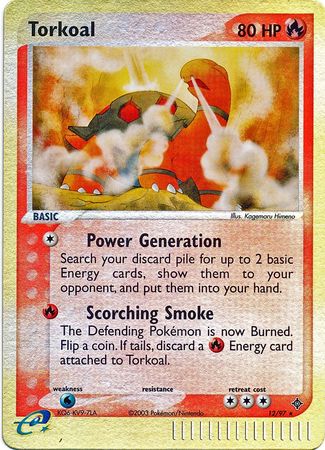 Torkoal 80 HP
BASIC Illus. Kagemaru Himeno
Power Generation
Search your discard pile for up to 2 basic
Energy cards, show them to your
opponent, and put them into your hand.
Scorching Smoke
The Defending Pokémon is now Burned.
Flip a coin. If tails, discard a Energy card
attached to Torkoal.
weakness resistance retreat cost
©2003 Pokémon/Nintendo 12/97 ★
e